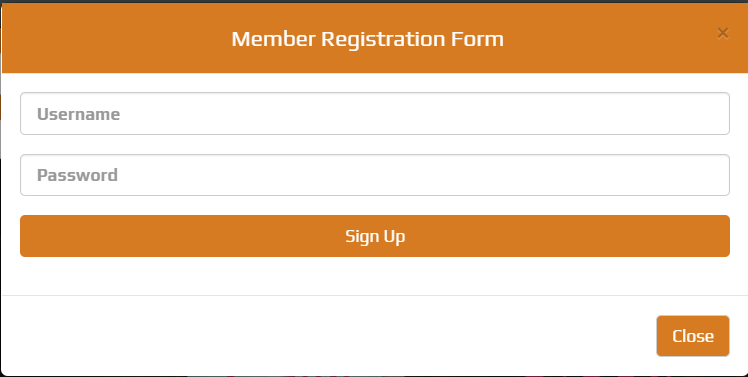 Member Registration Form
×
Username
Password
Sign Up
Close